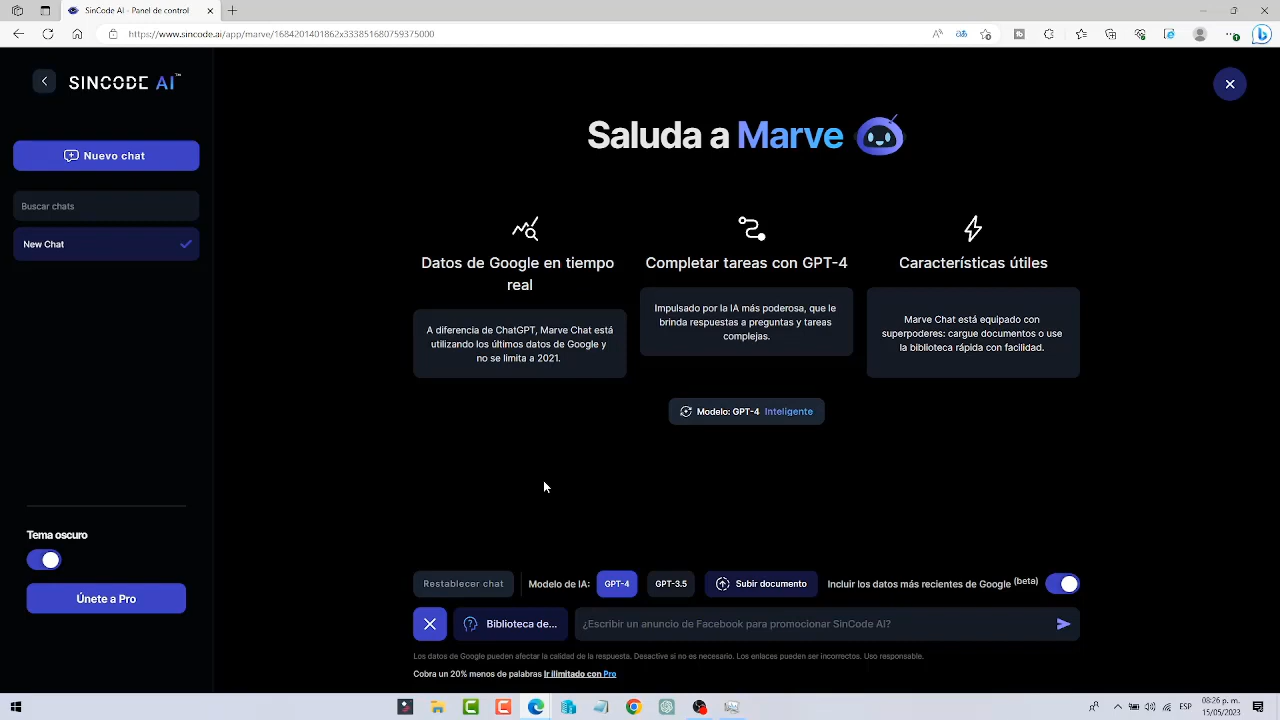 SinCode AI - Panel de control
https://www.sincode.ai/app/marve/1684201401862x333851680759375000
SINCODE AI™
Nuevo chat
Buscar chats
New Chat
Tema oscuro
Únete a Pro
Saluda a Marve
Datos de Google en tiempo
real
A diferencia de ChatGPT, Marve Chat está
utilizando los últimos datos de Google y
no se limita a 2021.
Completar tareas con GPT-4
Impulsado por la IA más poderosa, que le
brinda respuestas a preguntas y tareas
complejas.
Características útiles
Marve Chat está equipado con
superpoderes: cargue documentos o use
la biblioteca rápida con facilidad.
Modelo: GPT-4 Inteligente
Restablecer chat Modelo de IA: GPT-4 GPT-3.5 Subir documento Incluir los datos más recientes de Google (beta)
Biblioteca de... ¿Escribir un anuncio de Facebook para promocionar SinCode AI?
Los datos de Google pueden afectar la calidad de la respuesta. Desactive si no es necesario. Los enlaces pueden ser incorrectos. Uso responsable.
Cobra un 20% menos de palabras Ir Ilimitado con Pro
ESP
08:26 p. m.
15/05/2023